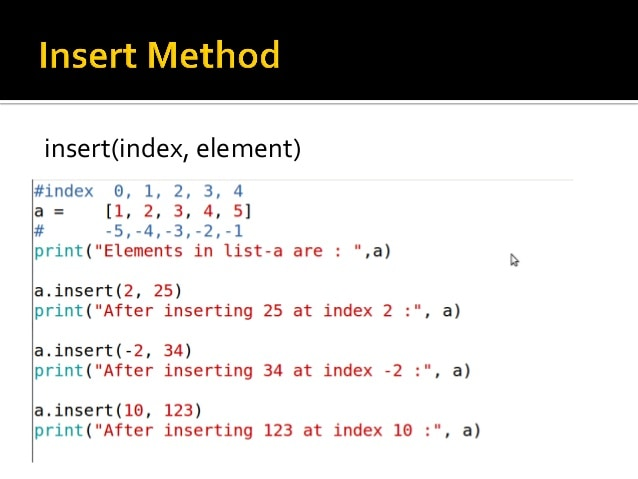 Insert Method
insert(index, element)
#index  0, 1, 2, 3, 4
a =    [1, 2, 3, 4, 5]
#      -5,-4,-3,-2,-1
print("Elements in list-a are : ",a)
a.insert(2, 25)
print("After inserting 25 at index 2 :", a)
a.insert(-2, 34)
print("After inserting 34 at index -2 :", a)
a.insert(10, 123)
print("After inserting 123 at index 10 :", a)